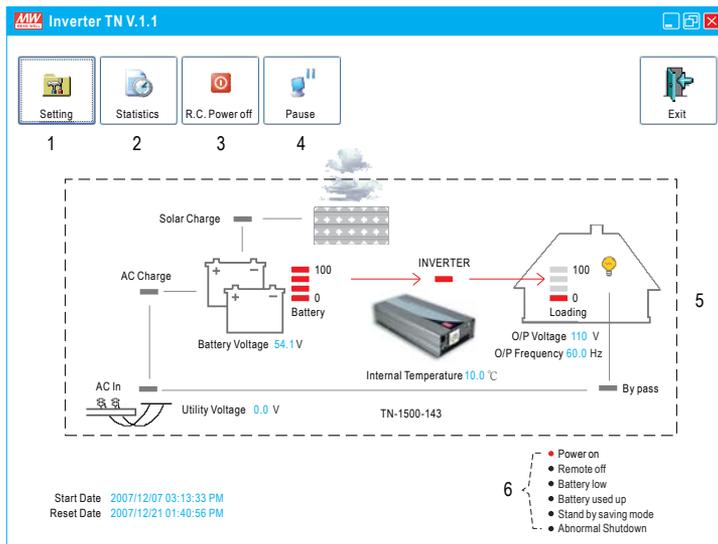 MW MEAN WELL Inverter TN V.1.1
Setting Statistics R.C. Power off Pause Exit
1 2 3 4
Solar Charge
AC Charge
+ - + -
100
0
Battery
INVERTER
100
0
Loading
5
Battery Voltage 54.1 V
O/P Voltage 110 V
O/P Frequency 60.0 Hz
Internal Temperature 10.0 ℃
AC In
By pass
Utility Voltage 0.0 V
TN-1500-143
6
Power on
Remote off
Battery low
Battery used up
Stand by saving mode
Abnormal Shutdown
Start Date 2007/12/07 03:13:33 PM
Reset Date 2007/12/21 01:40:56 PM